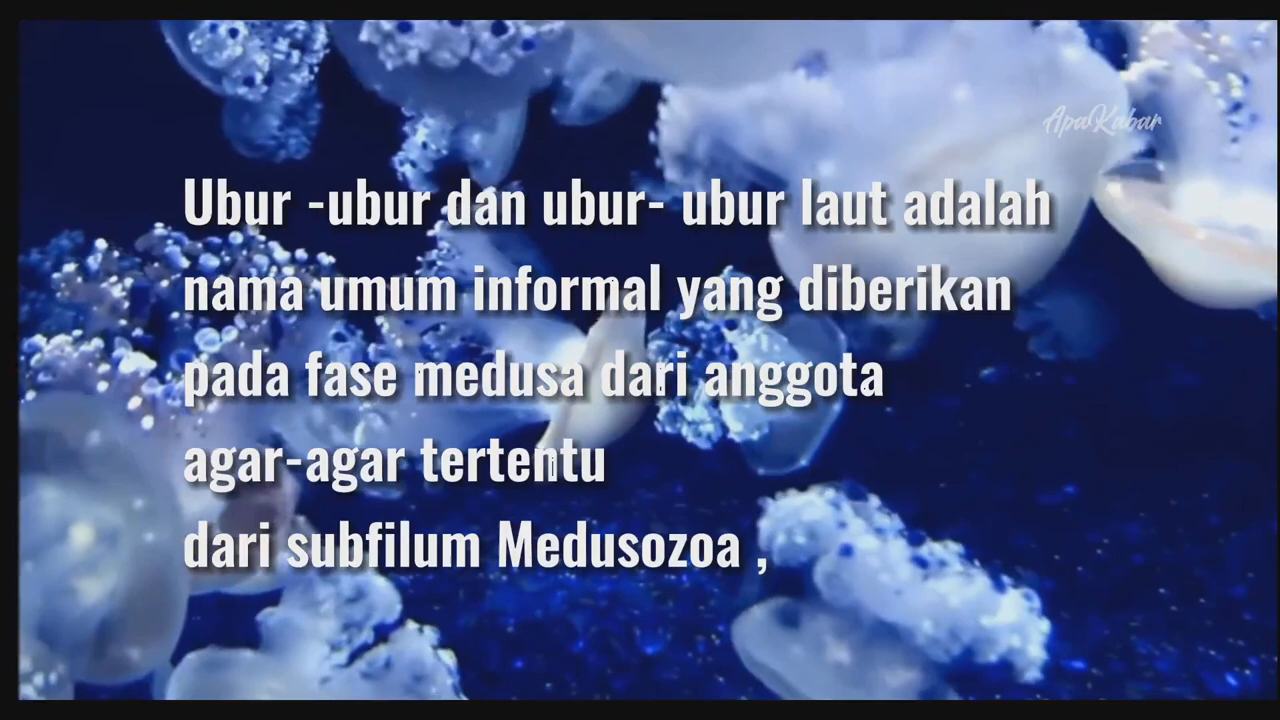 ApaKabar
Ubur -ubur dan ubur- ubur laut adalah
nama umum informal yang diberikan
pada fase medusa dari anggota
agar-agar tertentu
dari subfilum Medusozoa ,